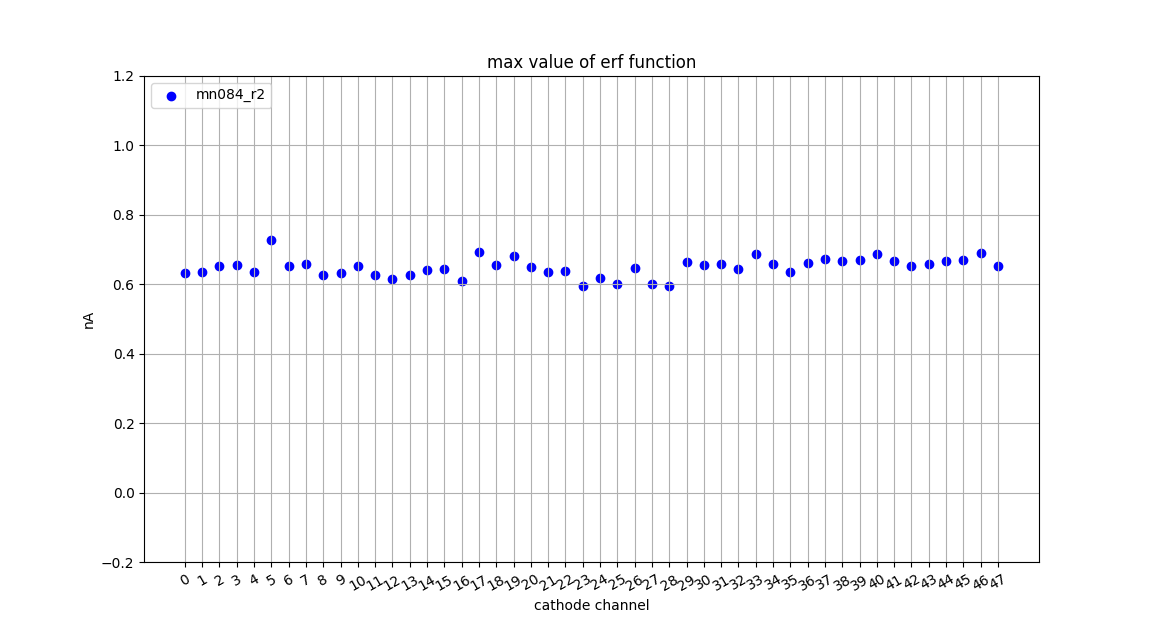 max value of erf function
mn084_r2
1.2
1.0
0.8
0.6
0.4
0.2
0.0
−0.2
nA
0 1 2 3 4 5 6 7 8 9 10 11 12 13 14 15 16 17 18 19 20 21 22 23 24 25 26 27 28 29 30 31 32 33 34 35 36 37 38 39 40 41 42 43 44 45 46 47
cathode channel